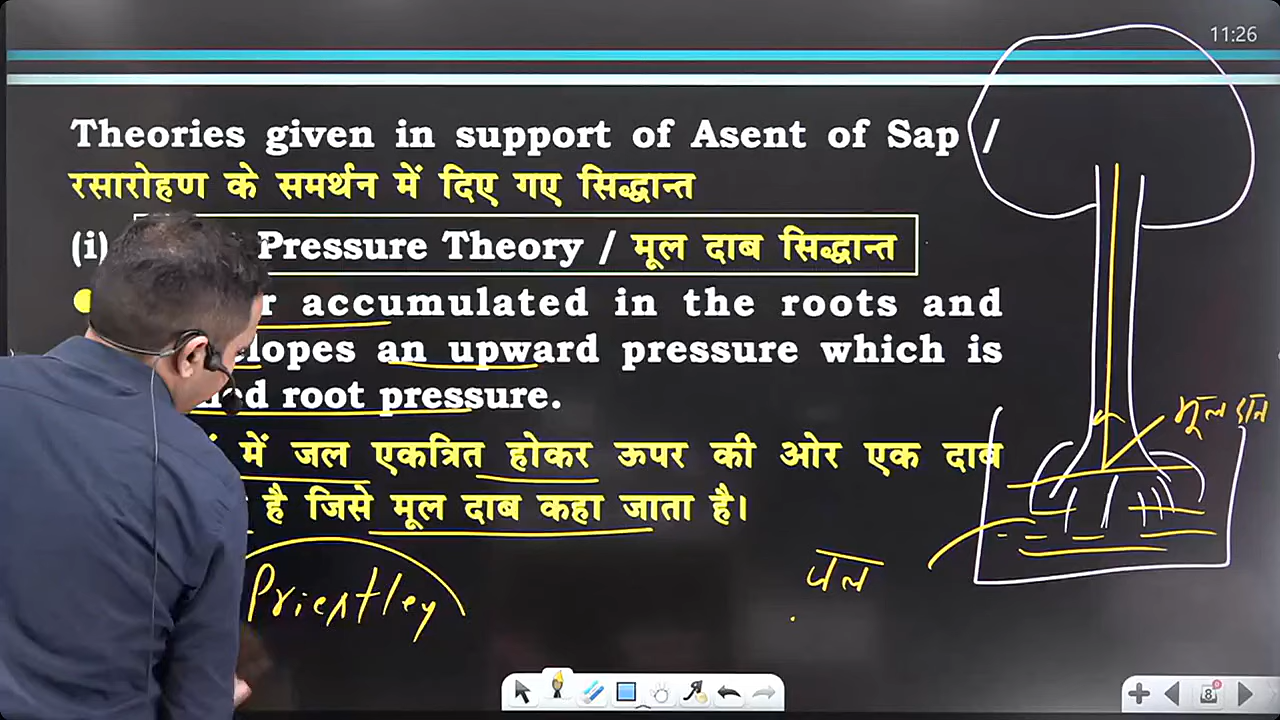 11:26
Theories given in support of Asent of Sap /
रसारोहण के समर्थन में दिए गए सिद्धान्त
(i) Pressure Theory / मूल दाब सिद्धान्त
accumulated in the roots and
an upward pressure which is
root pressure.
मूल दाब
में जल एकत्रित होकर ऊपर की ओर एक दाब
है जिसे मूल दाब कहा जाता है।
जल
Priestley
8